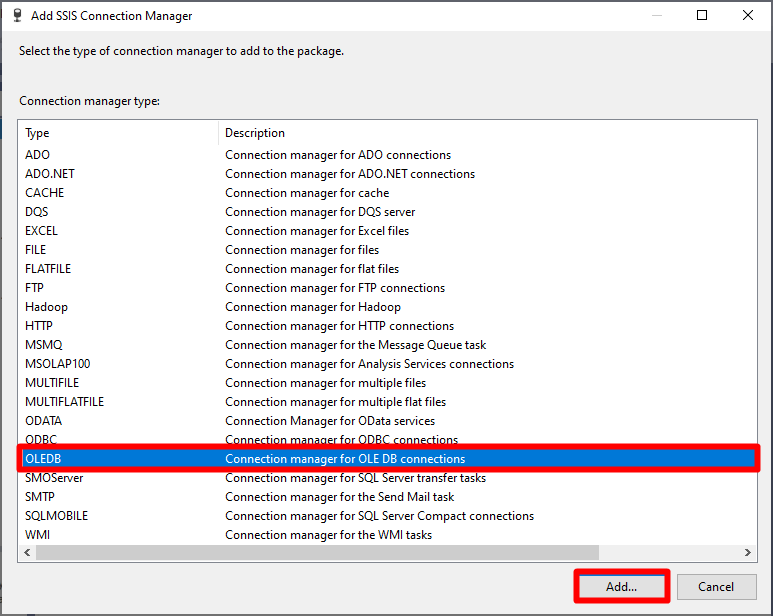 Add SSIS Connection Manager
Select the type of connection manager to add to the package.
Connection manager type:
Type Description
ADO Connection manager for ADO connections
ADO.NET Connection manager for ADO.NET connections
CACHE Connection manager for cache
DQS Connection manager for DQS server
EXCEL Connection manager for Excel files
FILE Connection manager for files
FLATFILE Connection manager for flat files
FTP Connection manager for FTP connections
Hadoop Connection manager for Hadoop
HTTP Connection manager for HTTP connections
MSMQ Connection manager for the Message Queue task
MSOLAP100 Connection manager for Analysis Services connections
MULTIFILE Connection manager for multiple files
MULTIFLATFILE Connection manager for multiple flat files
ODATA Connection Manager for OData services
ODBC Connection manager for ODBC connections
OLEDB Connection manager for OLE DB connections
SMOServer Connection manager for SQL Server transfer tasks
SMTP Connection manager for the Send Mail task
SQLMOBILE Connection manager for SQL Server Compact connections
WMI Connection manager for the WMI tasks
Add... Cancel